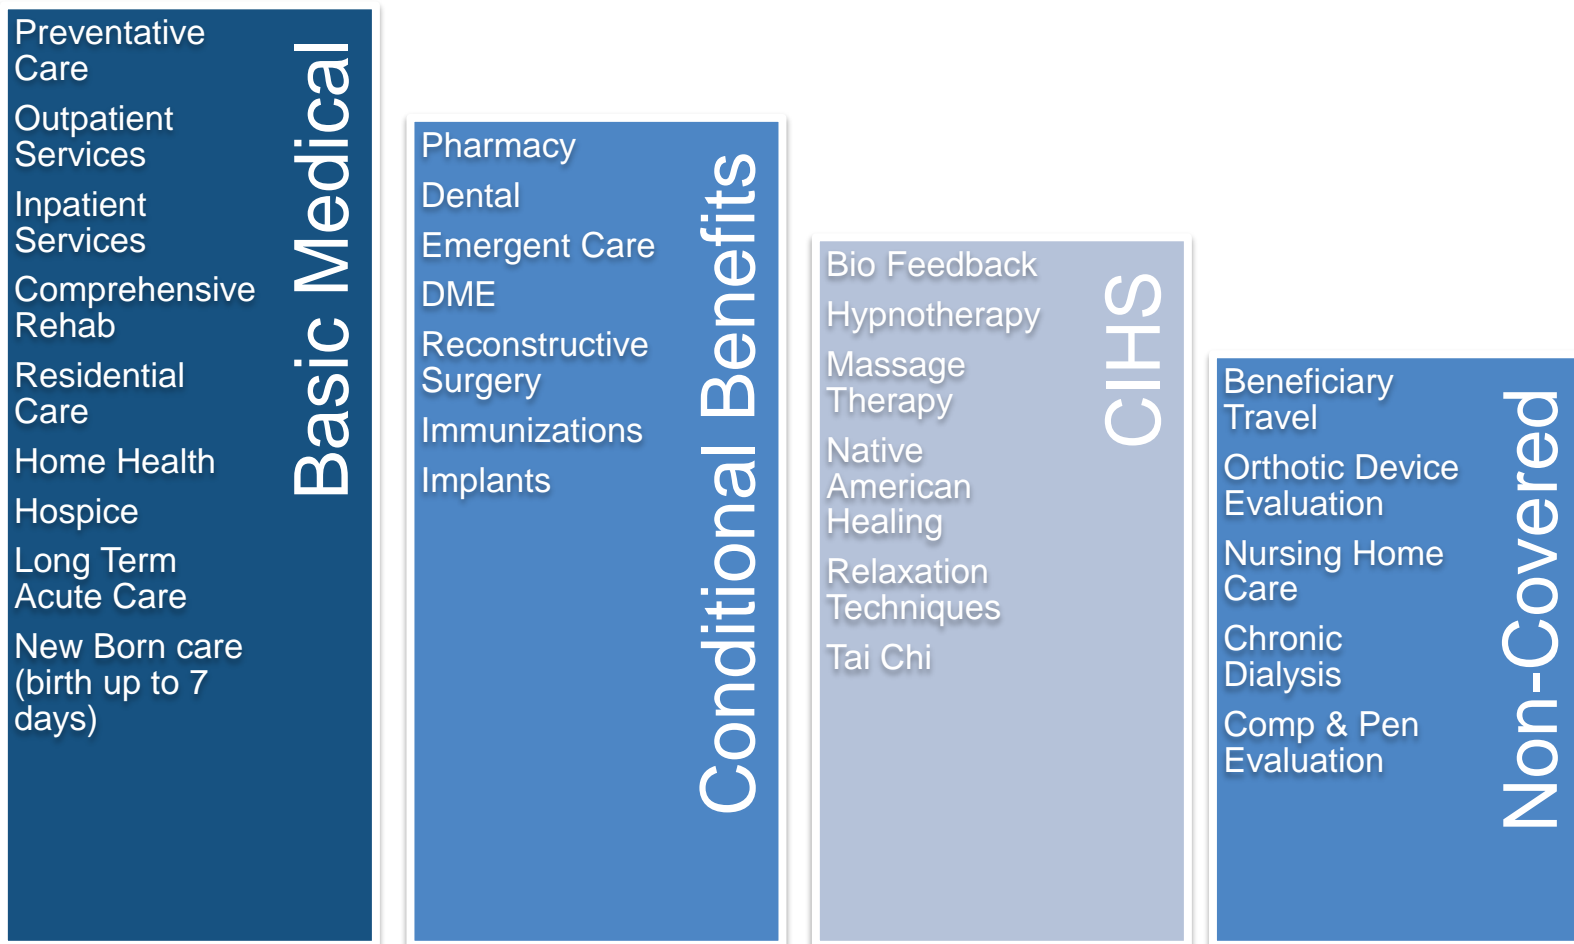 Preventative
Care
Outpatient
Services
Inpatient
Services
Comprehensive
Rehab
Residential
Care
Home Health
Hospice
Long Term
Acute Care
New Born care
(birth up to 7
days)
Basic Medical
Pharmacy
Dental
Emergent Care
DME
Reconstructive
Surgery
Immunizations
Implants
Conditional Benefits
Bio Feedback
Hypnotherapy
Massage
Therapy
Native
American
Healing
Relaxation
Techniques
Tai Chi
CIHS
Beneficiary
Travel
Orthotic Device
Evaluation
Nursing Home
Care
Chronic
Dialysis
Comp & Pen
Evaluation
Non-Covered